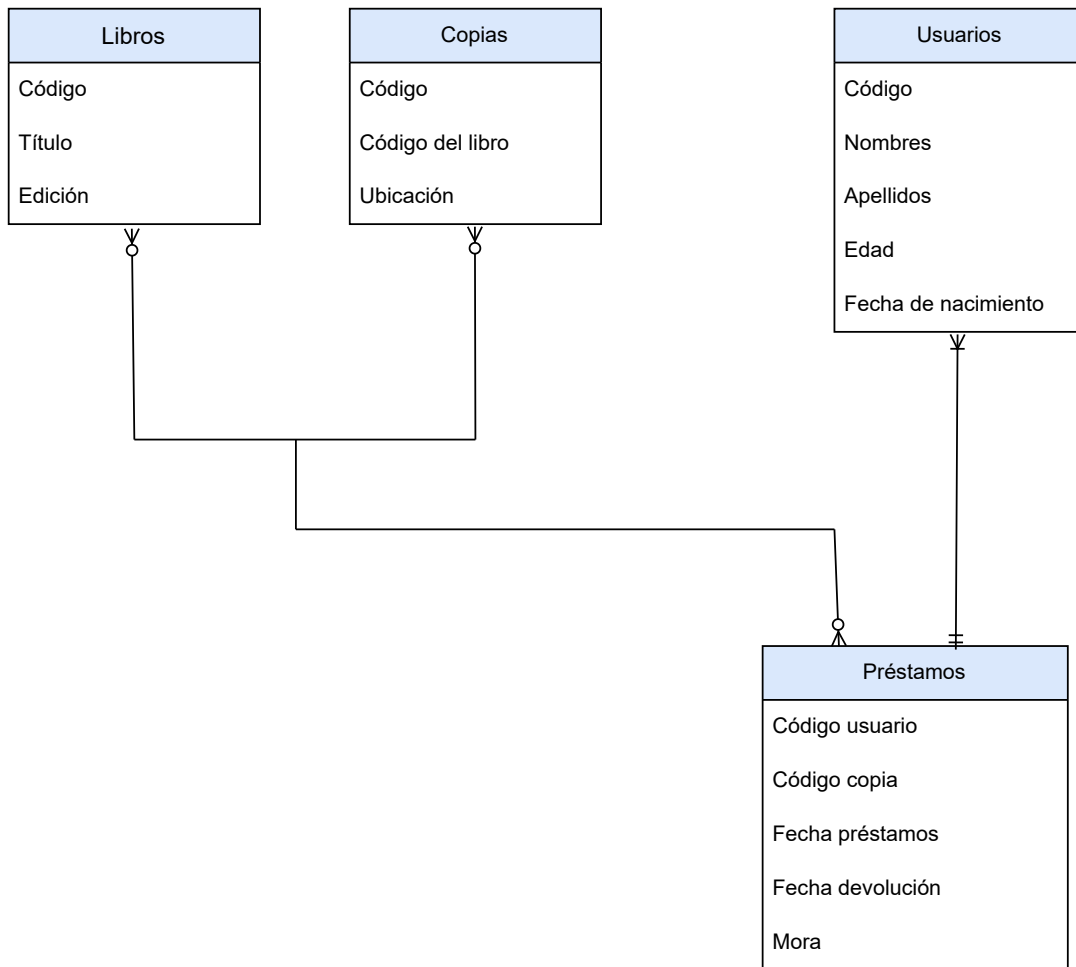 Libros
Código
Título
Edición
Copias
Código
Código del libro
Ubicación
Usuarios
Código
Nombres
Apellidos
Edad
Fecha de nacimiento
Préstamos
Código usuario
Código copia
Fecha préstamos
Fecha devolución
Mora